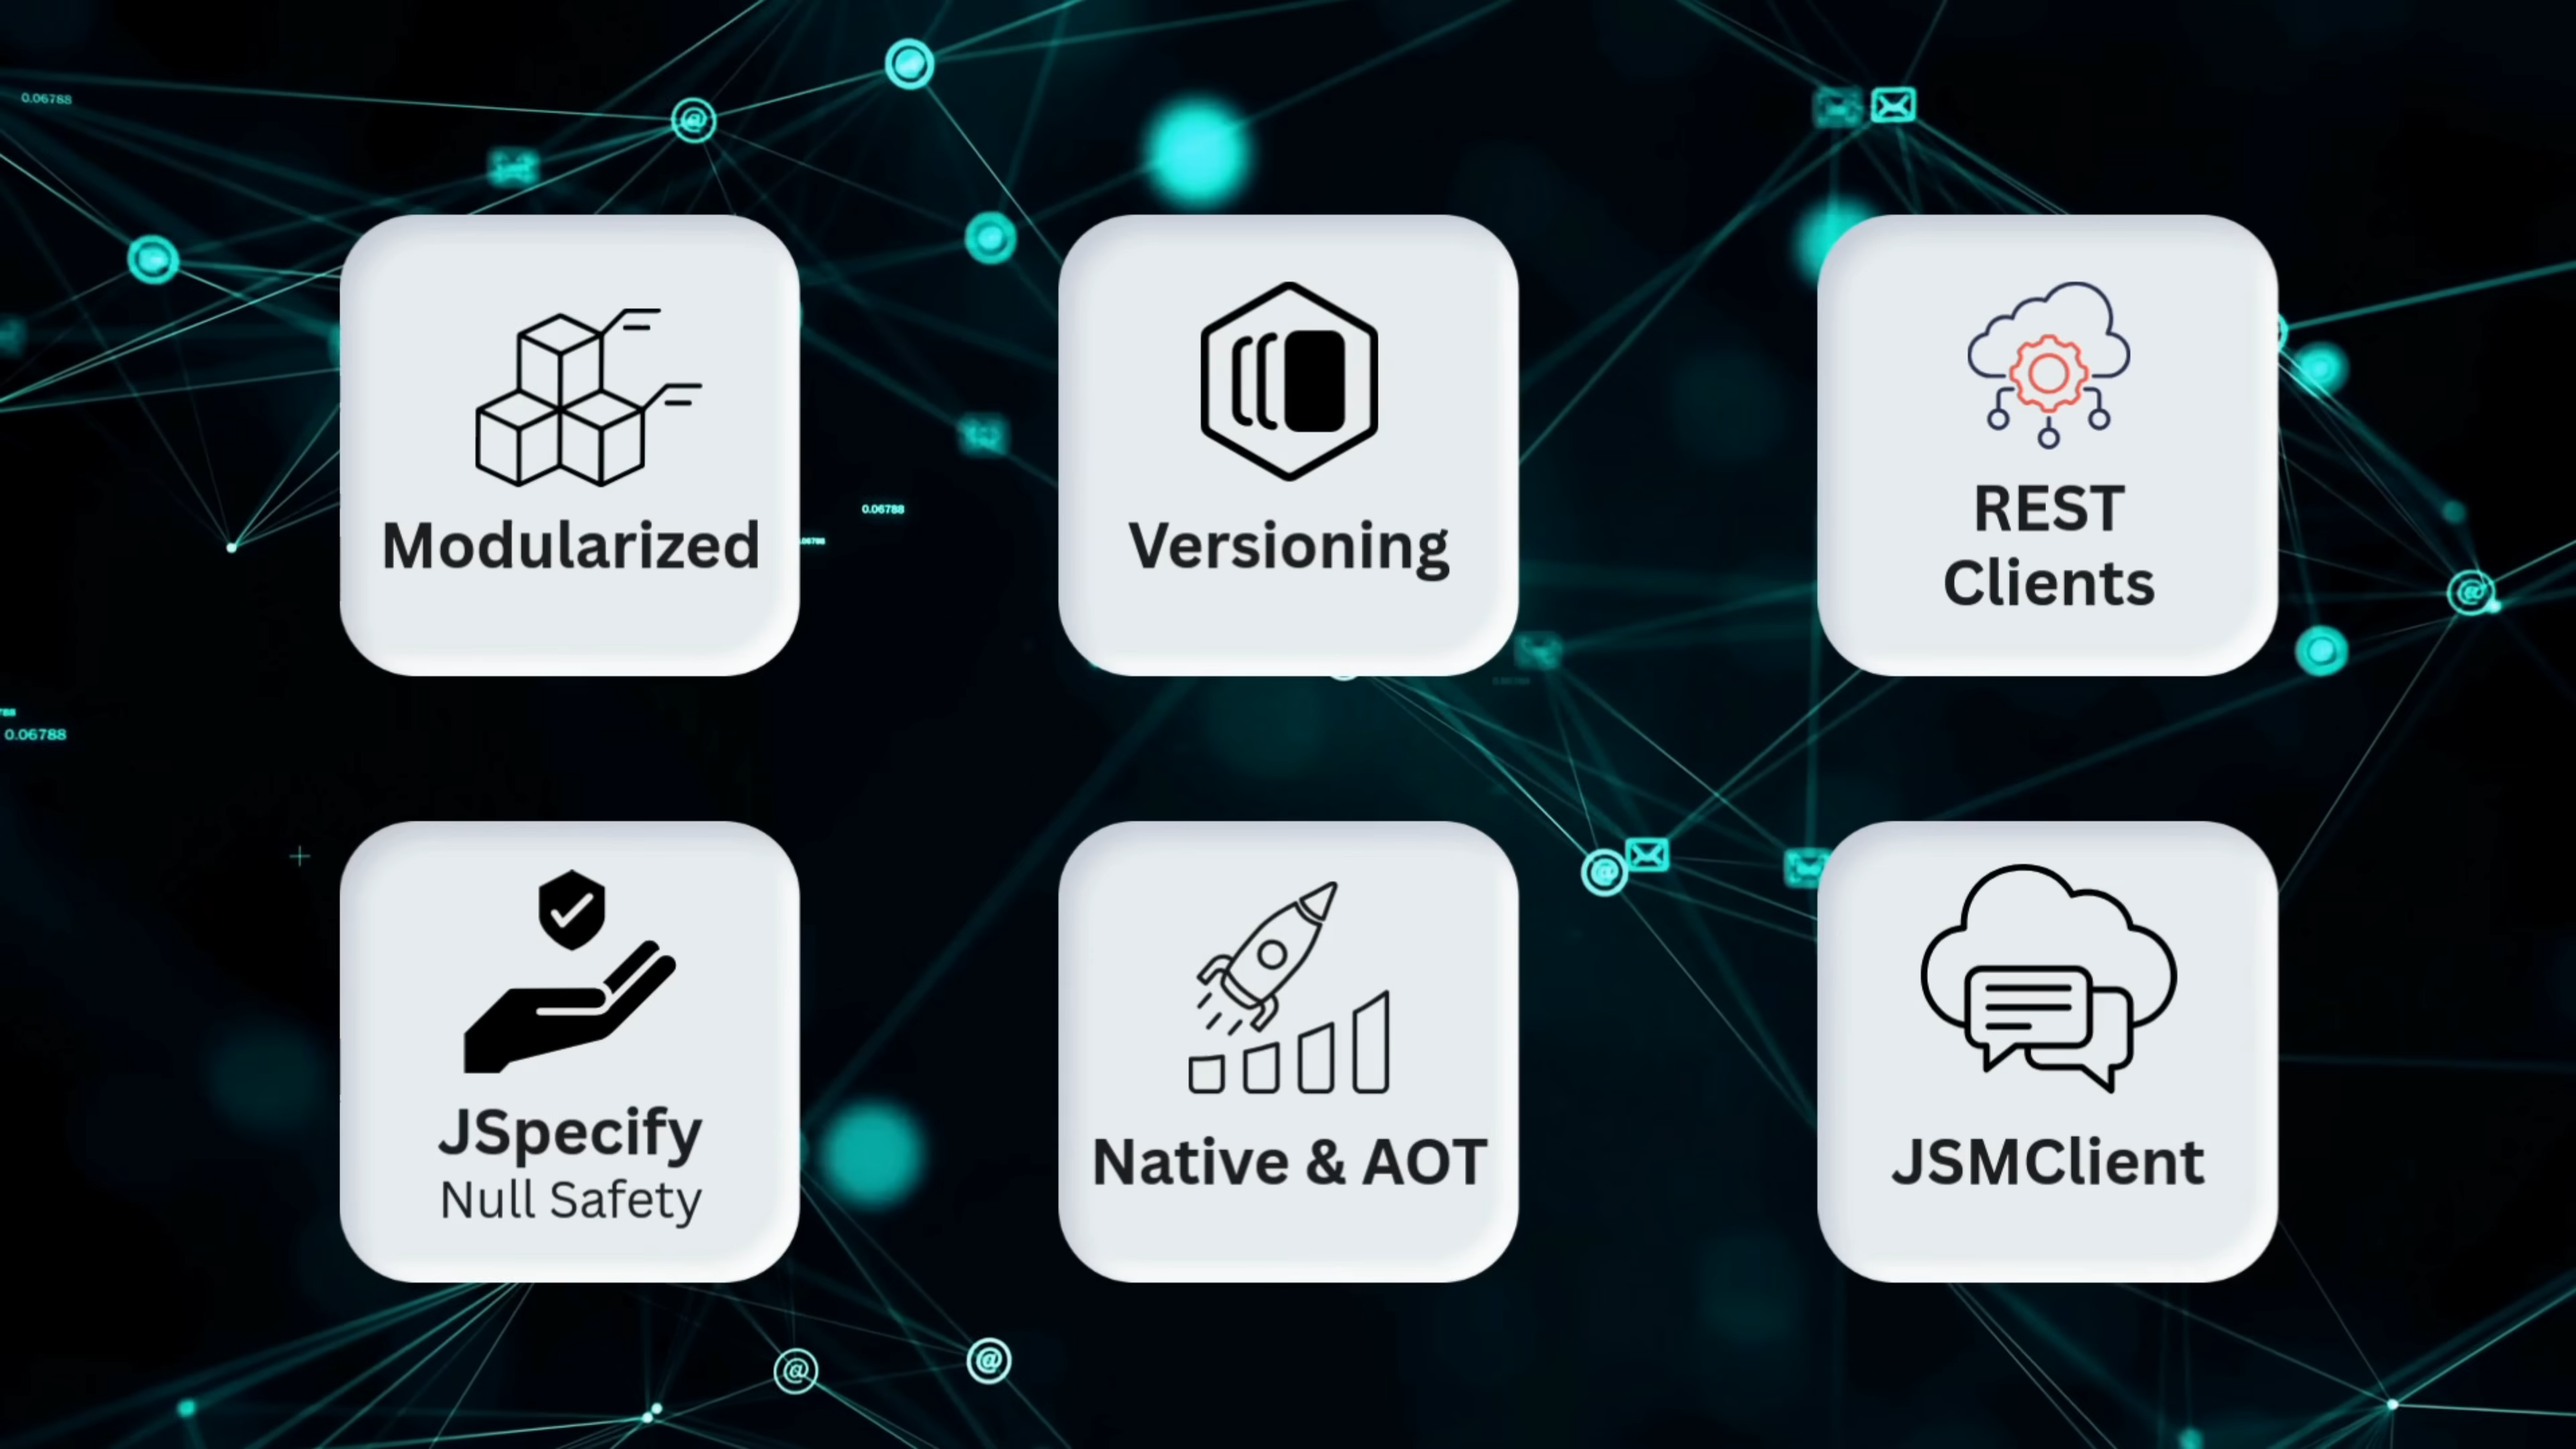 0.06788
Modularized
Versioning
REST
Clients
0.06788
0.06788
JSpecify
Null Safety
Native & AOT
JSMClient